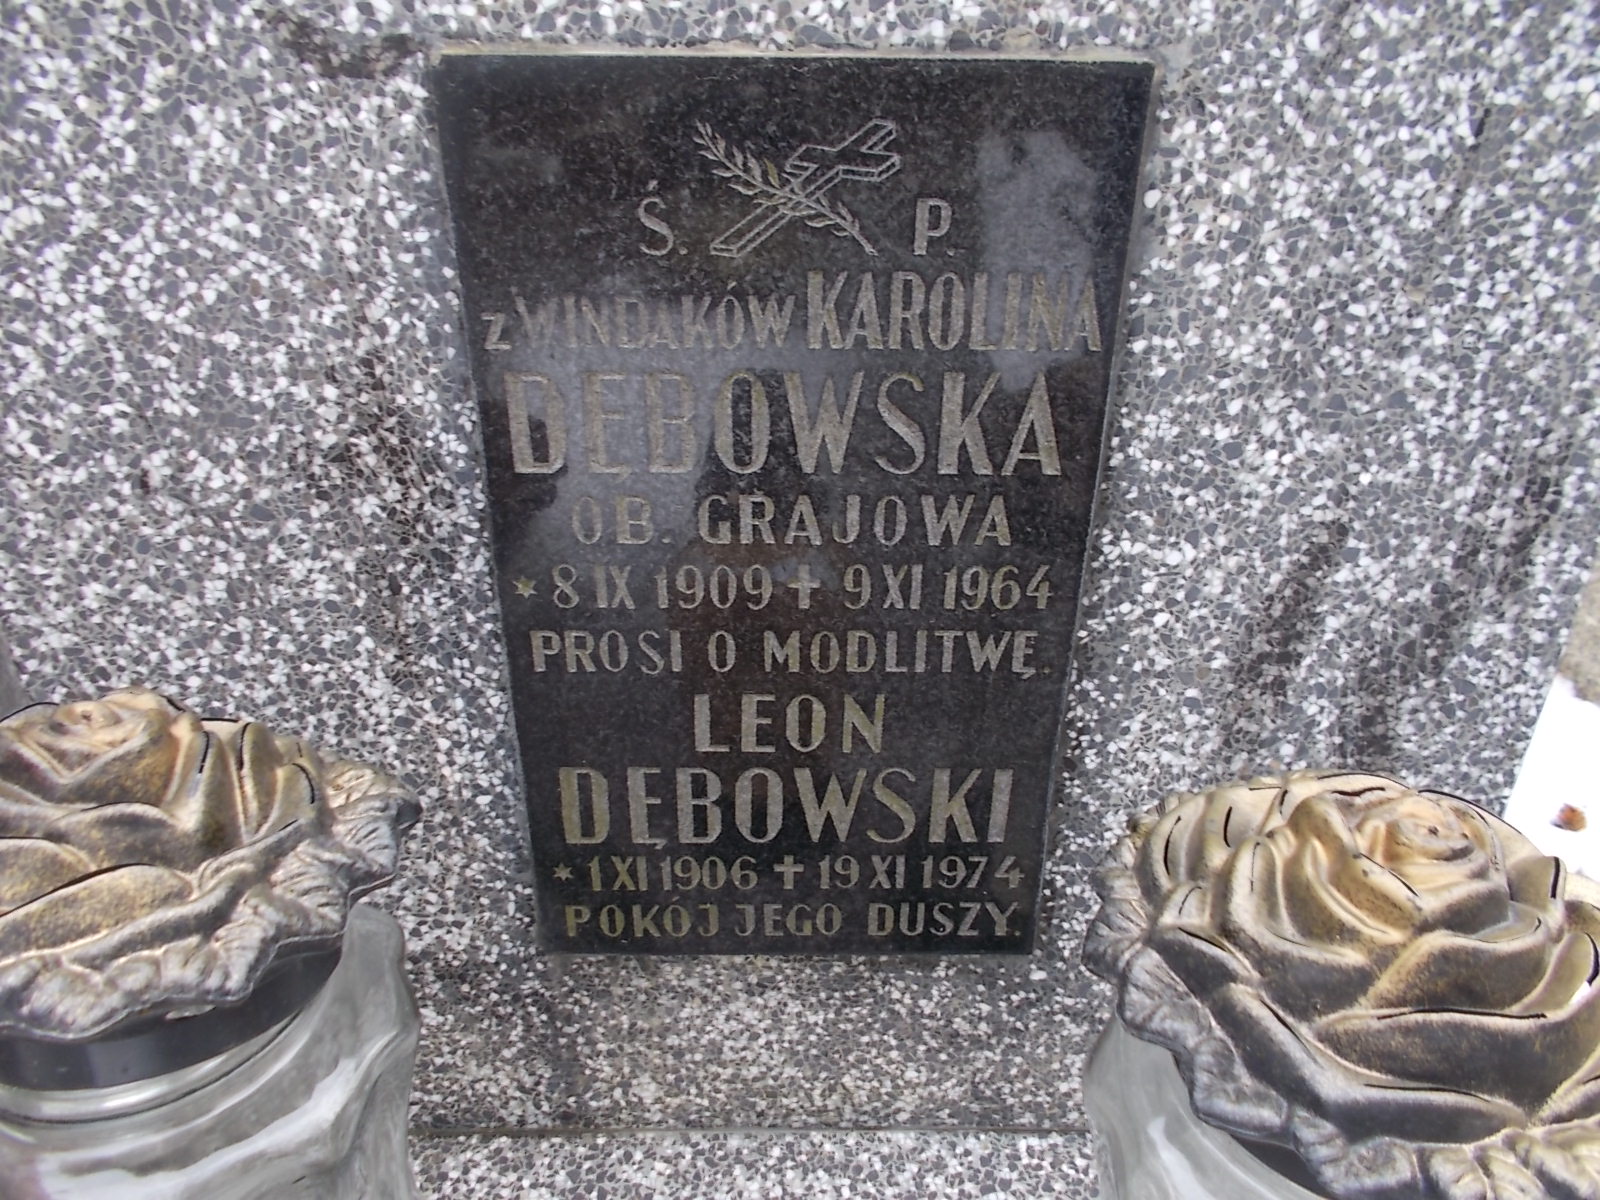 Ś. P.
z WINDAKÓW KAROLINA
DĘBOWSKA
OB. GRAJOWA
* 8 IX 1909 + 9 XI 1964
PROSI O MODLITWĘ.
LEON
DĘBOWSKI
* 1 XI 1906 + 19 XI 1974
POKÓJ JEGO DUSZY.